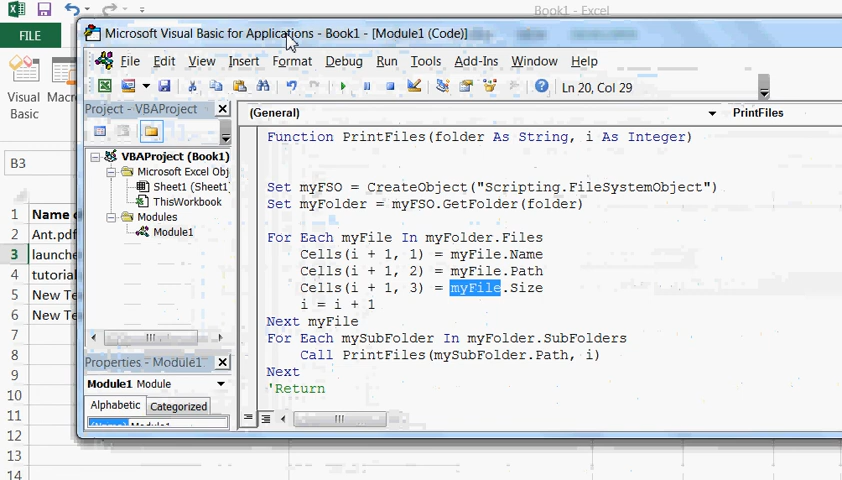 Book1 - Excel
FILE
Microsoft Visual Basic for Applications - Book1 - [Module1 (Code)]
File Edit View Insert Format Debug Run Tools Add-Ins Window Help
Visual
Basic
Ln 20, Col 29
Project - VBAProject
(General)
PrintFiles
VBAProject (Book1)
Microsoft Excel Obj
Sheet1 (Sheet1
ThisWorkbook
Modules
Module1
Function PrintFiles(folder As String, i As Integer)
Set myFSO = CreateObject("Scripting.FileSystemObject")
Set myFolder = myFSO.GetFolder(folder)
For Each myFile In myFolder.Files
Cells(i + 1, 1) = myFile.Name
Cells(i + 1, 2) = myFile.Path
Cells(i + 1, 3) = myFile.Size
i = i + 1
Next myFile
For Each mySubFolder In myFolder.SubFolders
Call PrintFiles(mySubFolder.Path, i)
Next
'Return
Properties - Module1
Module1 Module
Alphabetic Categorized
(Name) Module1
B3
1 Name
2 Ant.pdf
3
4 tutorial
5 New Te
6 New Te
7
8
9
10
11
12
13
14